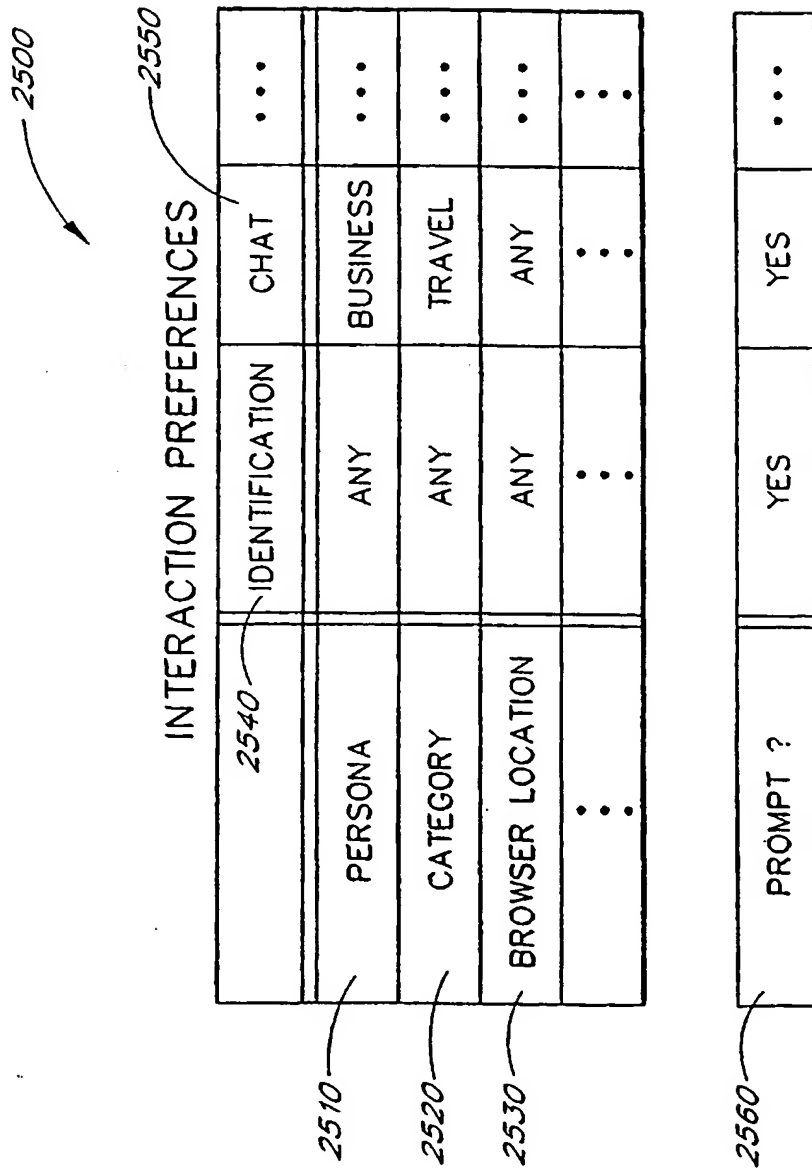 2500
INTERACTION PREFERENCES
2540 IDENTIFICATION CHAT 2550 ...
2510 PERSONA ANY BUSINESS ...
2520 CATEGORY ANY TRAVEL ...
2530 BROWSER LOCATION ANY ANY ...
... ... ... ...
2560 PROMPT ? YES YES ...